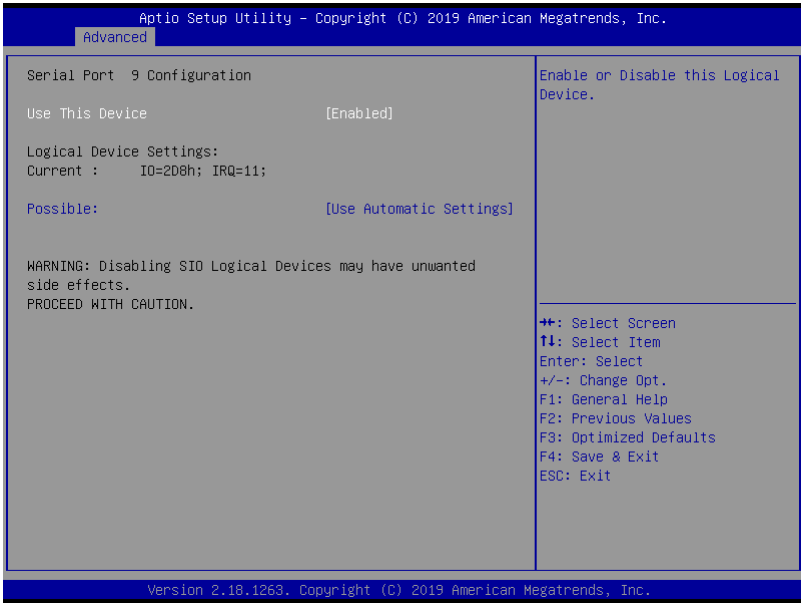 Aptio Setup Utility – Copyright (C) 2019 American Megatrends, Inc.
Advanced
Serial Port  9 Configuration
Use This Device [Enabled]
Logical Device Settings:
Current :   IO=2D8h; IRQ=11;
Possible: [Use Automatic Settings]
WARNING: Disabling SIO Logical Devices may have unwanted
side effects.
PROCEED WITH CAUTION.
Enable or Disable this Logical
Device.
→←: Select Screen
↑↓: Select Item
Enter: Select
+/-: Change Opt.
F1: General Help
F2: Previous Values
F3: Optimized Defaults
F4: Save & Exit
ESC: Exit
Version 2.18.1263. Copyright (C) 2019 American Megatrends, Inc.